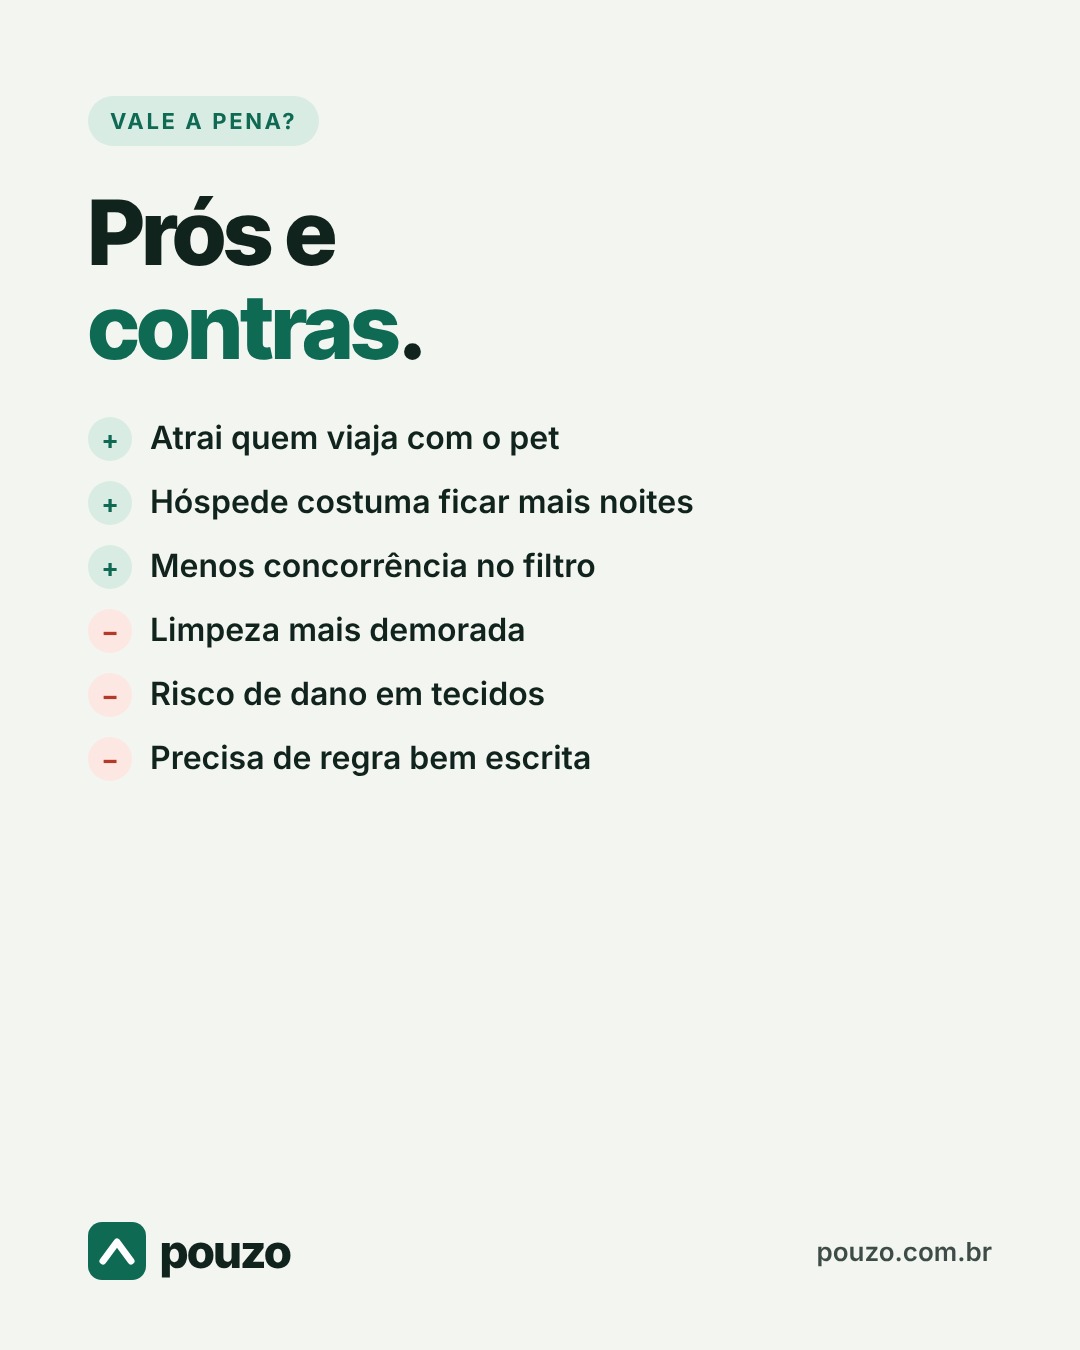 VALE A PENA?
Prós e
contras.
+ Atrai quem viaja com o pet
+ Hóspede costuma ficar mais noites
+ Menos concorrência no filtro
– Limpeza mais demorada
– Risco de dano em tecidos
– Precisa de regra bem escrita
pouzo
pouzo.com.br